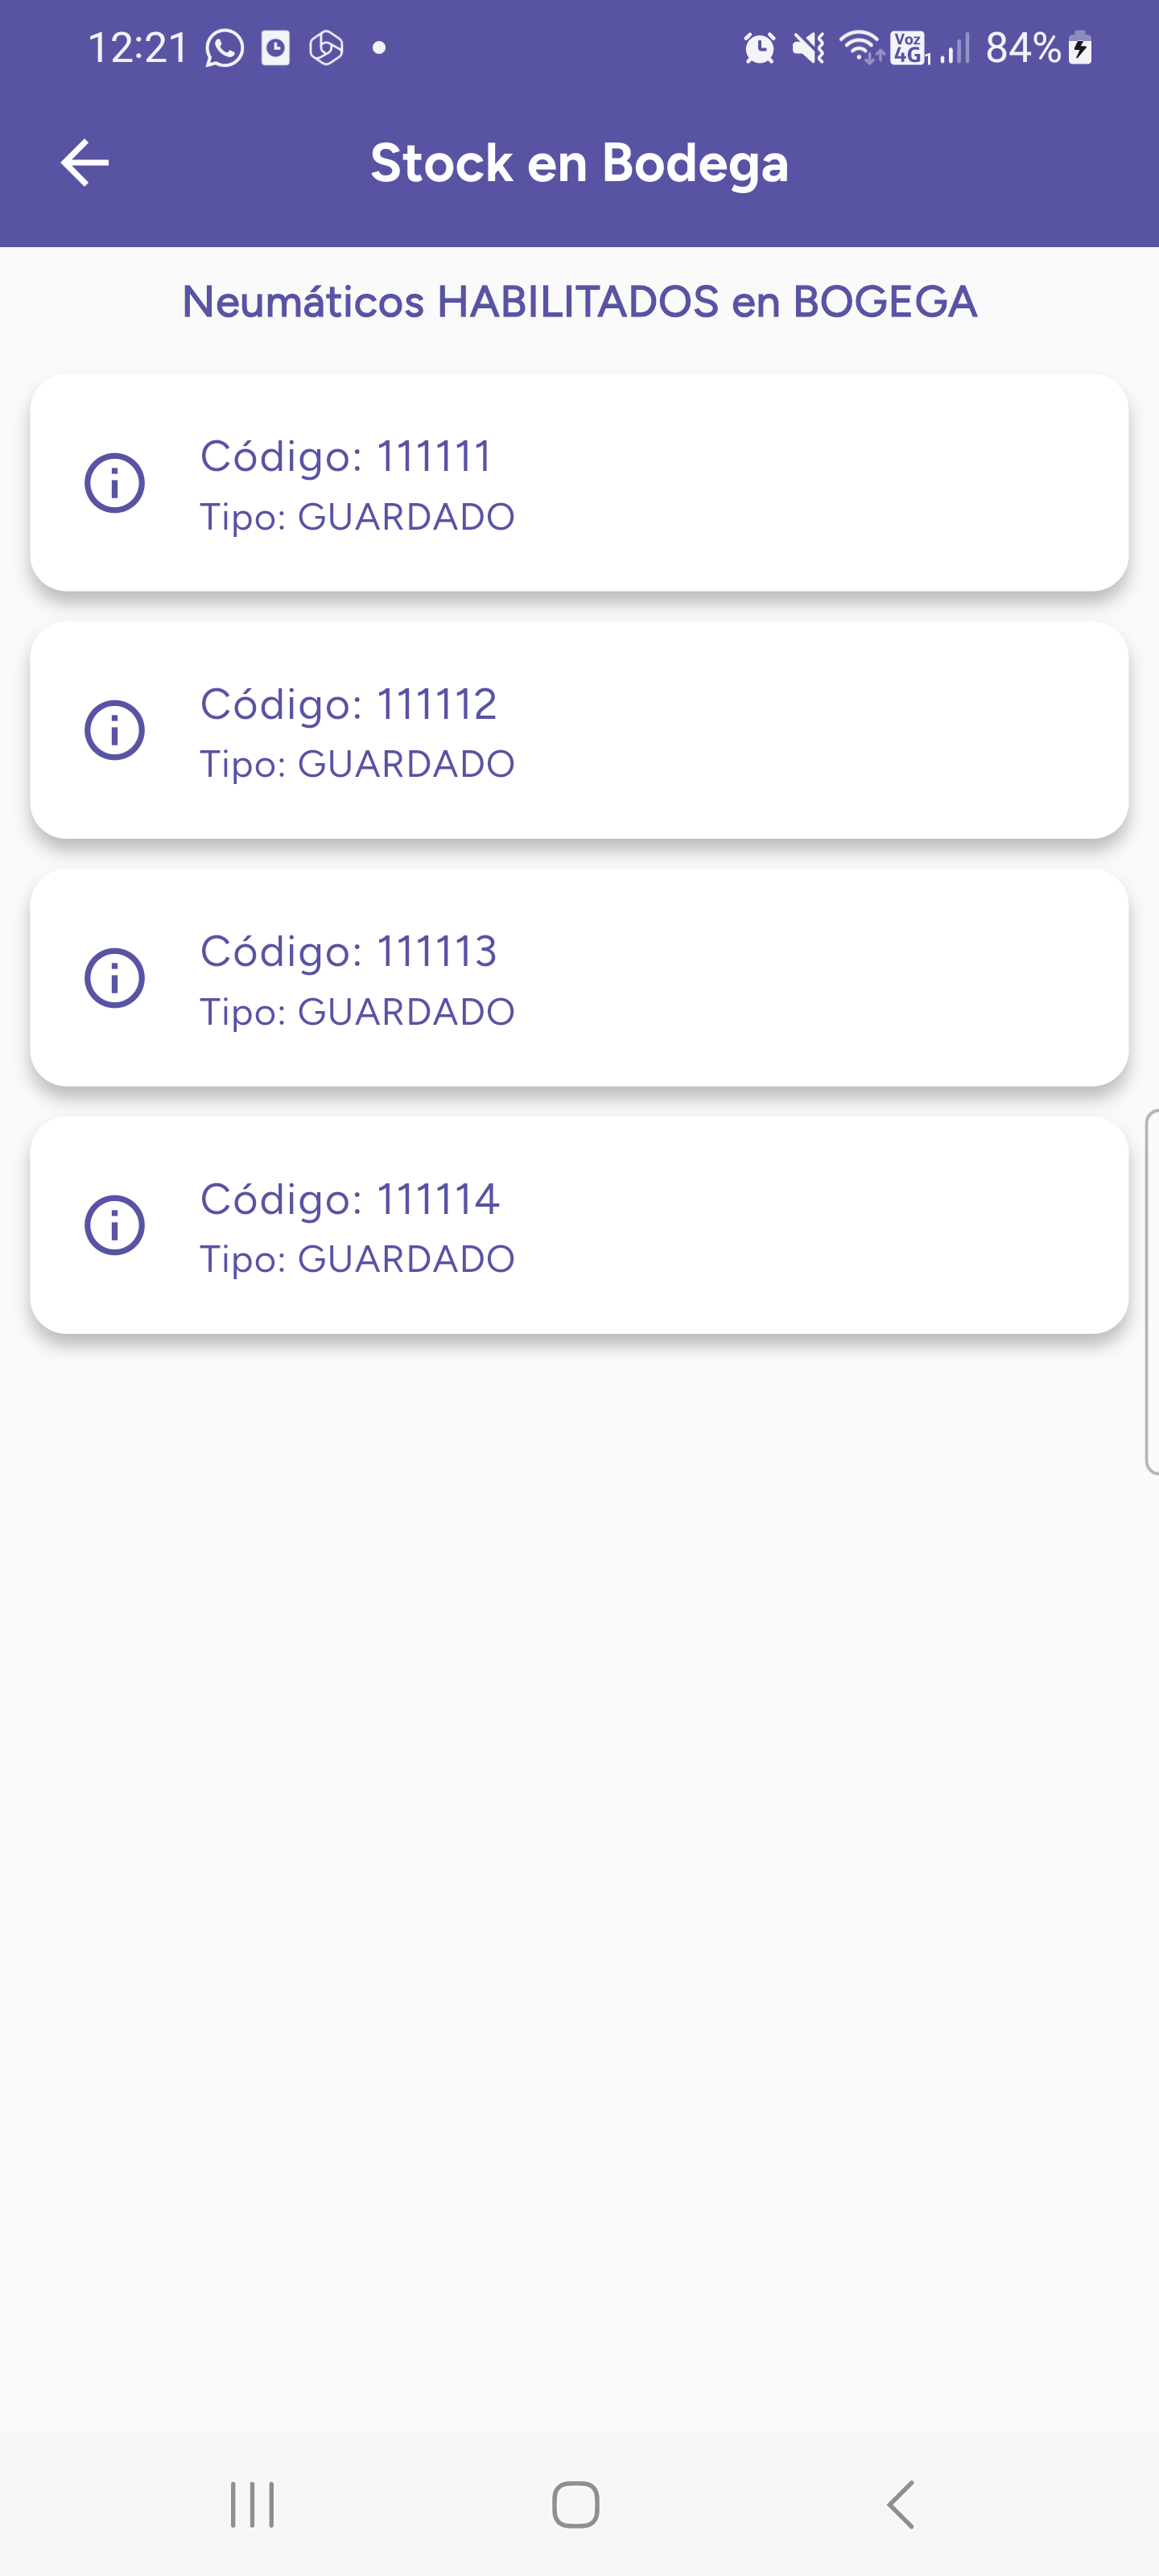 12:21
Voz 4G 1 84%
Stock en Bodega
Neumáticos HABILITADOS en BOGEGA
Código: 111111
Tipo: GUARDADO
Código: 111112
Tipo: GUARDADO
Código: 111113
Tipo: GUARDADO
Código: 111114
Tipo: GUARDADO